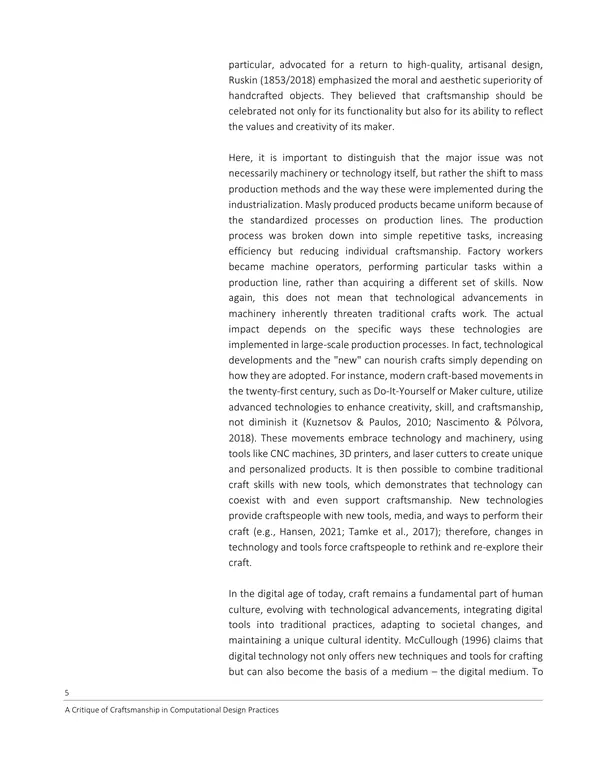 particular, advocated for a return to high-quality, artisanal design,
Ruskin (1853/2018) emphasized the moral and aesthetic superiority of
handcrafted objects. They believed that craftsmanship should be
celebrated not only for its functionality but also for its ability to reflect
the values and creativity of its maker.

Here, it is important to distinguish that the major issue was not
necessarily machinery or technology itself, but rather the shift to mass
production methods and the way these were implemented during the
industrialization. Masly produced products became uniform because of
the standardized processes on production lines. The production
process was broken down into simple repetitive tasks, increasing
efficiency but reducing individual craftsmanship. Factory workers
became machine operators, performing particular tasks within a
production line, rather than acquiring a different set of skills. Now
again, this does not mean that technological advancements in
machinery inherently threaten traditional crafts work. The actual
impact depends on the specific ways these technologies are
implemented in large-scale production processes. In fact, technological
developments and the "new" can nourish crafts simply depending on
how they are adopted. For instance, modern craft-based movements in
the twenty-first century, such as Do-It-Yourself or Maker culture, utilize
advanced technologies to enhance creativity, skill, and craftsmanship,
not diminish it (Kuznetsov & Paulos, 2010; Nascimento & Pólvora,
2018). These movements embrace technology and machinery, using
tools like CNC machines, 3D printers, and laser cutters to create unique
and personalized products. It is then possible to combine traditional
craft skills with new tools, which demonstrates that technology can
coexist with and even support craftsmanship. New technologies
provide craftspeople with new tools, media, and ways to perform their
craft (e.g., Hansen, 2021; Tamke et al., 2017); therefore, changes in
technology and tools force craftspeople to rethink and re-explore their
craft.

In the digital age of today, craft remains a fundamental part of human
culture, evolving with technological advancements, integrating digital
tools into traditional practices, adapting to societal changes, and
maintaining a unique cultural identity. McCullough (1996) claims that
digital technology not only offers new techniques and tools for crafting
but can also become the basis of a medium – the digital medium. To
5
A Critique of Craftsmanship in Computational Design Practices